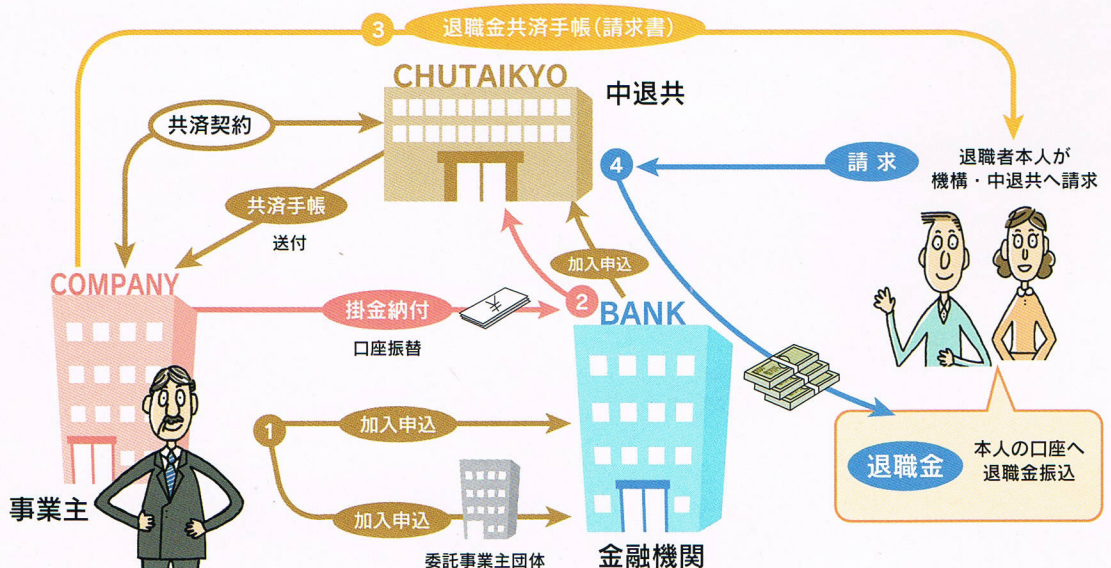 3
退職金共済手帳(請求書)
CHUTAIKYO
中退共
共済契約
4
請求
退職者本人が
機構・中退共へ請求
共済手帳
送付
加入申込
COMPANY
掛金納付
口座振替
2
BANK
1
加入申込
退職金
本人の口座へ
退職金振込
事業主
加入申込
委託事業主団体
金融機関